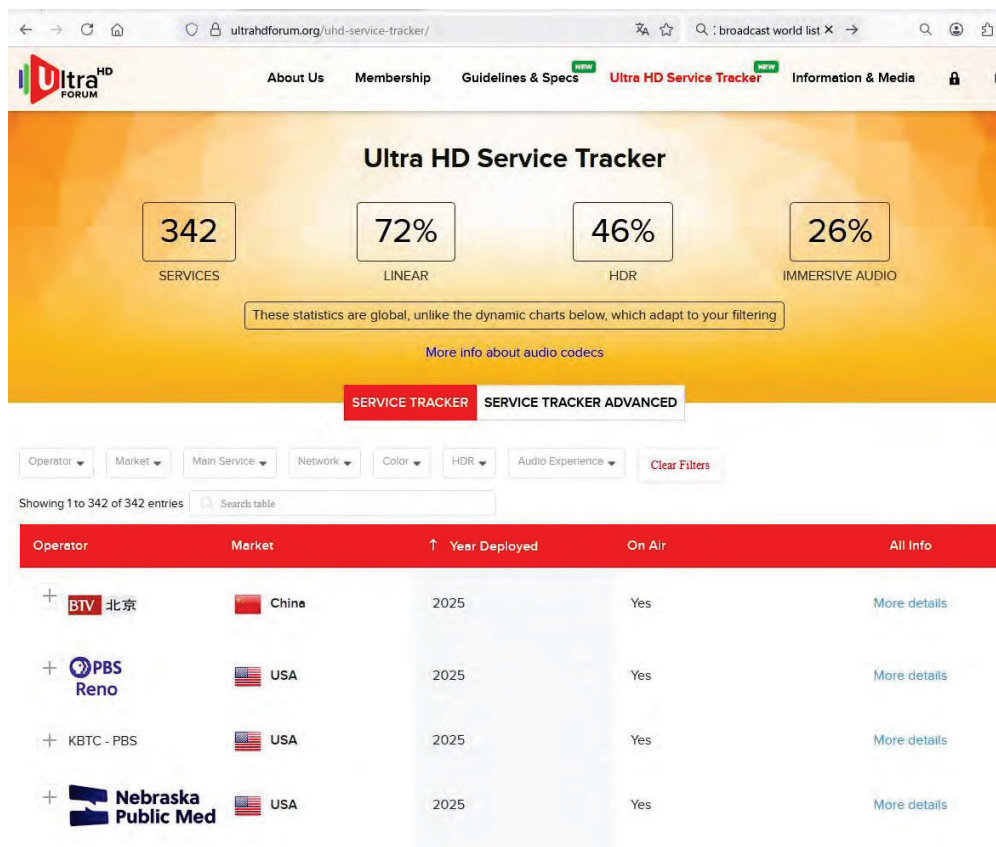 ultrahdforum.org/uhd-service-tracker/
: broadcast world list
Ultra HD
FORUM
About Us
Membership
Guidelines & Specs
NEW
Ultra HD Service Tracker
NEW
Information & Media
Ultra HD Service Tracker
342
72%
46%
26%
SERVICES
LINEAR
HDR
IMMERSIVE AUDIO
These statistics are global, unlike the dynamic charts below, which adapt to your filtering
More info about audio codecs
SERVICE TRACKER
SERVICE TRACKER ADVANCED
Operator
Market
Main Service
Network
Color
HDR
Audio Experience
Clear Filters
Showing 1 to 342 of 342 entries
Search table
Operator
Market
↑ Year Deployed
On Air
All Info
BTV 北京
China
2025
Yes
More details
PBS
Reno
USA
2025
Yes
More details
KBTC - PBS
USA
2025
Yes
More details
Nebraska
Public Med
USA
2025
Yes
More details